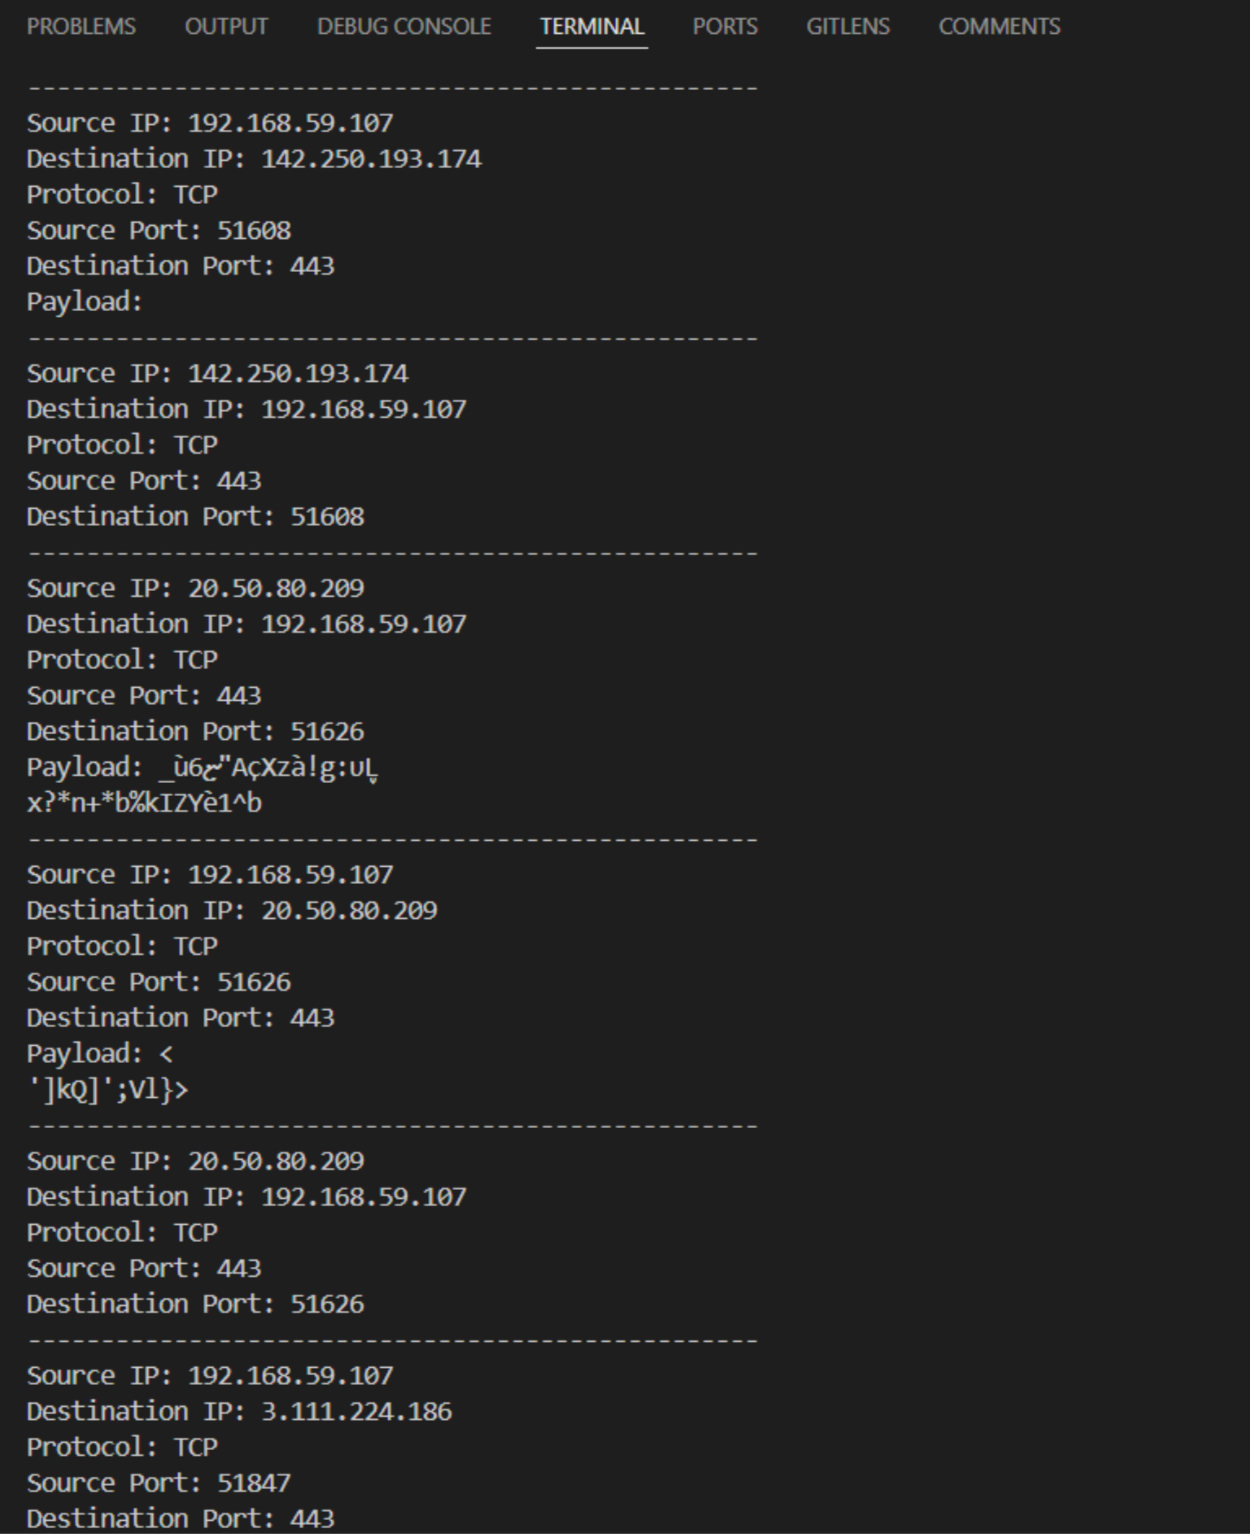 PROBLEMS OUTPUT DEBUG CONSOLE TERMINAL PORTS GITLENS COMMENTS
--------------------------------------------------
Source IP: 192.168.59.107
Destination IP: 142.250.193.174
Protocol: TCP
Source Port: 51608
Destination Port: 443
Payload:
--------------------------------------------------
Source IP: 142.250.193.174
Destination IP: 192.168.59.107
Protocol: TCP
Source Port: 443
Destination Port: 51608
--------------------------------------------------
Source IP: 20.50.80.209
Destination IP: 192.168.59.107
Protocol: TCP
Source Port: 443
Destination Port: 51626
Payload:
x?*n+*b%kIZYè1^b
--------------------------------------------------
Source IP: 192.168.59.107
Destination IP: 20.50.80.209
Protocol: TCP
Source Port: 51626
Destination Port: 443
Payload: <
']kQ]';Vl}>
--------------------------------------------------
Source IP: 20.50.80.209
Destination IP: 192.168.59.107
Protocol: TCP
Source Port: 443
Destination Port: 51626
--------------------------------------------------
Source IP: 192.168.59.107
Destination IP: 3.111.224.186
Protocol: TCP
Source Port: 51847
Destination Port: 443